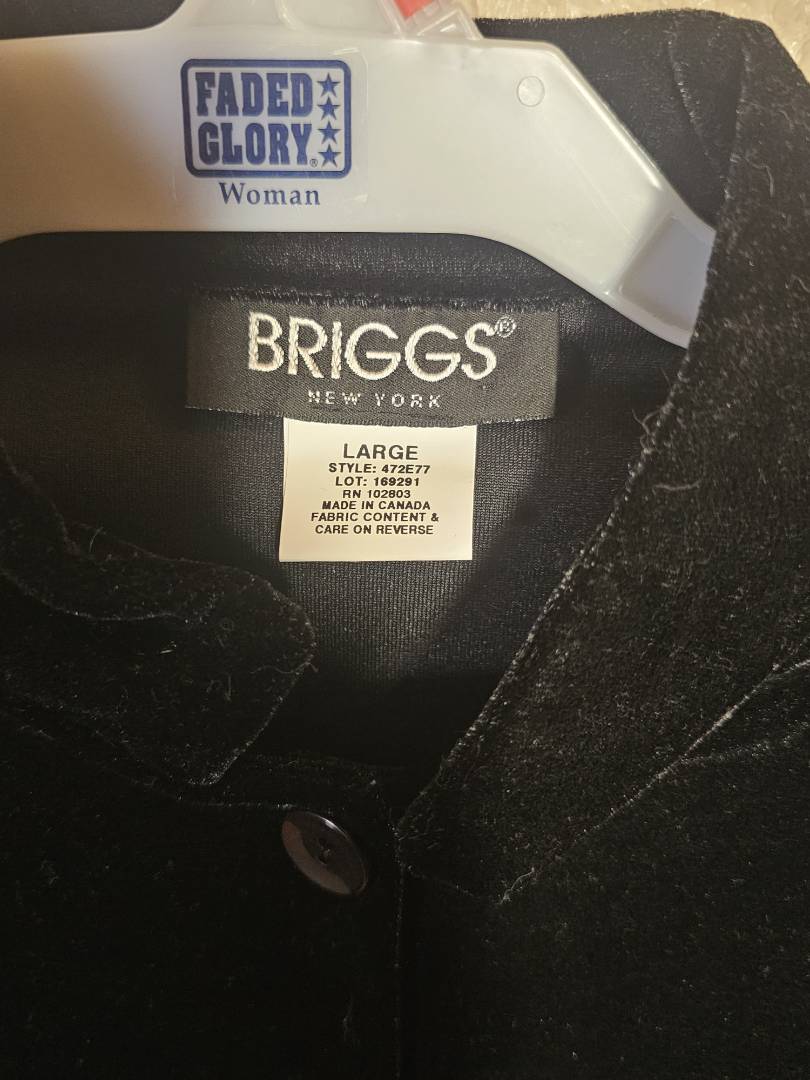 FADED
GLORY®
Woman
BRIGGS®
NEW YORK
LARGE
STYLE: 472E77
LOT: 169291
RN 102803
MADE IN CANADA
FABRIC CONTENT &
CARE ON REVERSE